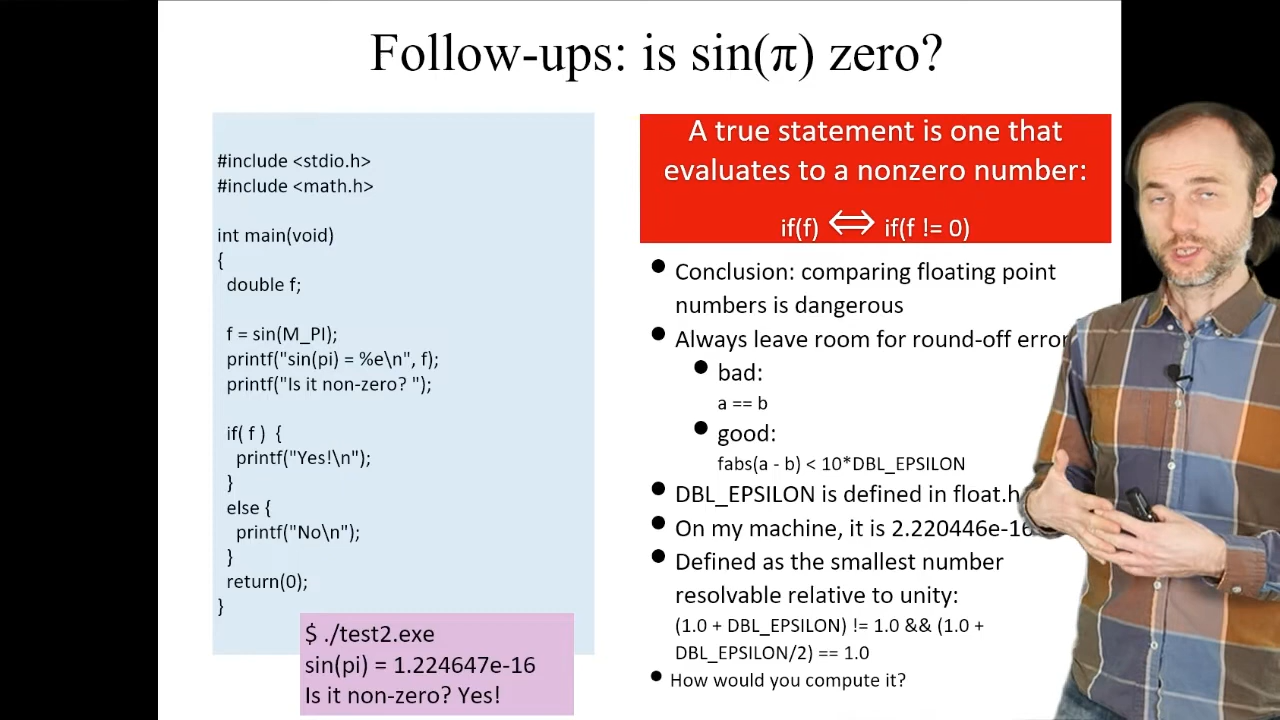 Follow-ups: is sin(π) zero?
#include <stdio.h>
#include <math.h>
int main(void)
{
double f;
f = sin(M_PI);
printf("sin(pi) = %e\n", f);
printf("Is it non-zero? ");
if( f ) {
printf("Yes!\n");
}
else {
printf("No\n");
}
return(0);
}
$ ./test2.exe
sin(pi) = 1.224647e-16
Is it non-zero? Yes!
A true statement is one that
evaluates to a nonzero number:
if(f) ⇔ if(f != 0)
• Conclusion: comparing floating point
numbers is dangerous
• Always leave room for round-off error
• bad:
a == b
• good:
fabs(a - b) < 10*DBL_EPSILON
• DBL_EPSILON is defined in float.h
• On my machine, it is 2.220446e-16
• Defined as the smallest number
resolvable relative to unity:
(1.0 + DBL_EPSILON) != 1.0 && (1.0 +
DBL_EPSILON/2) == 1.0
• How would you compute it?